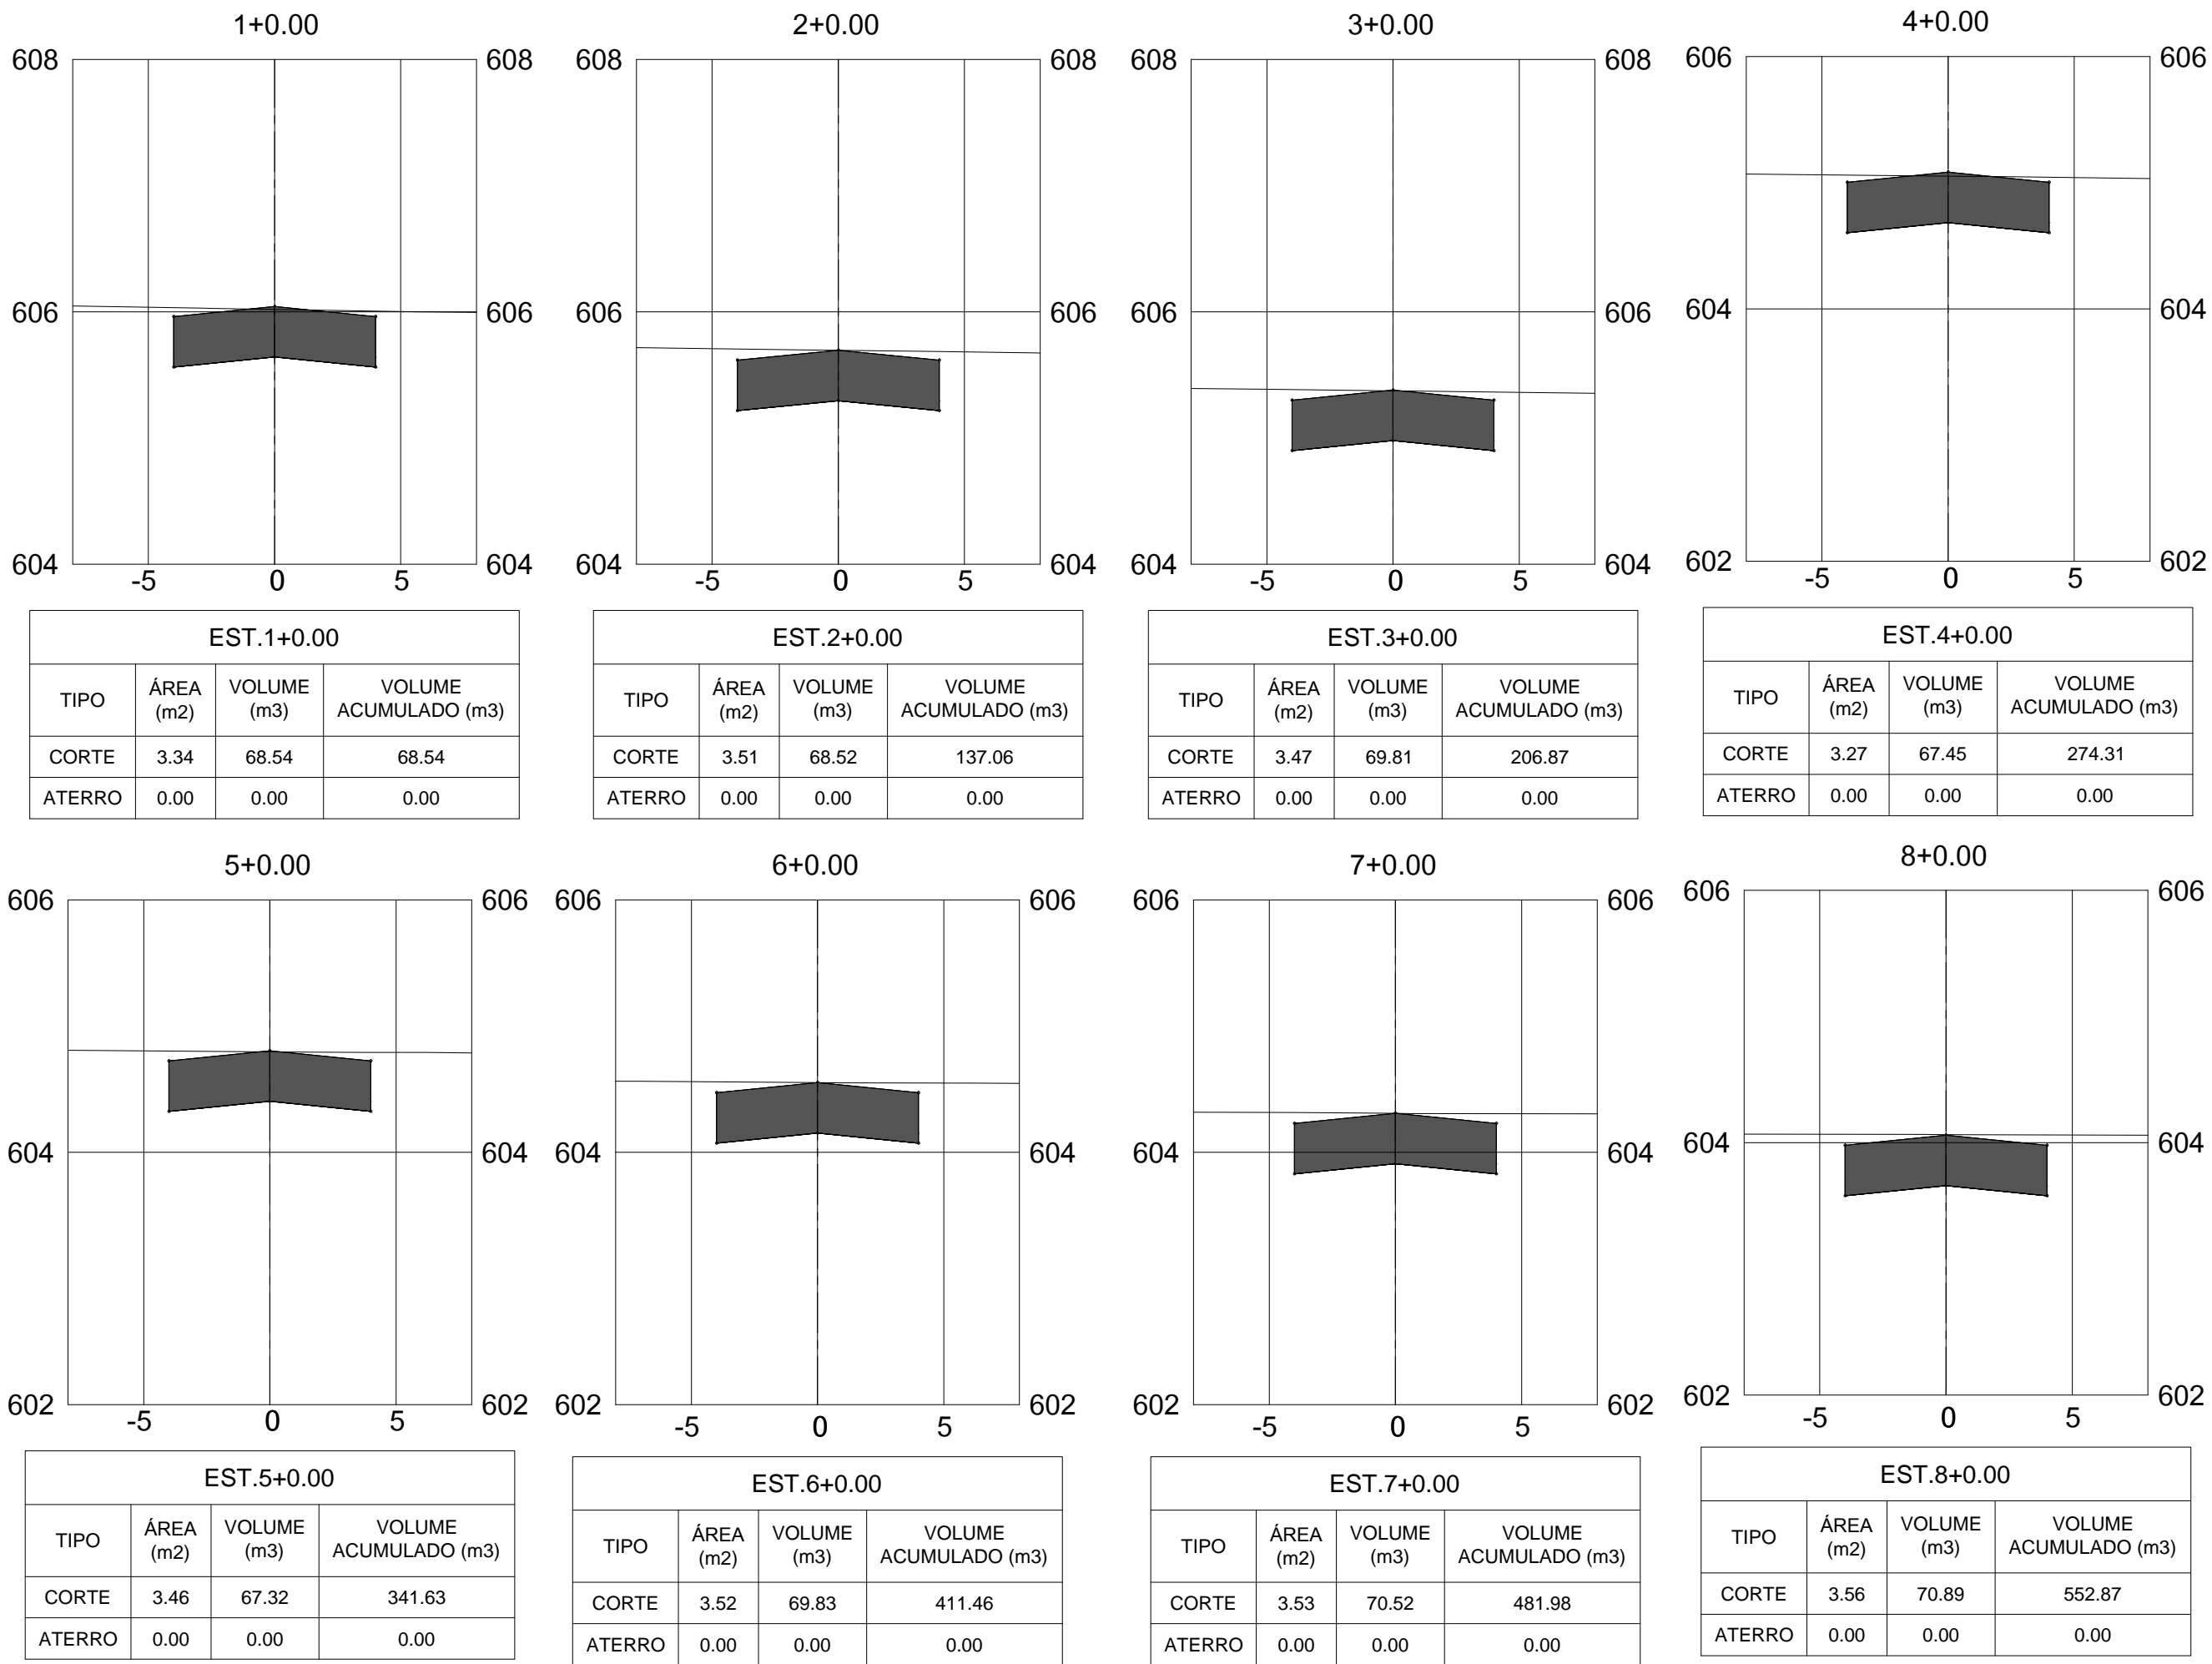 1+0.00
608 608
606 606
604 604
-5 0 5
EST.1+0.00
TIPO ÁREA (m2) VOLUME (m3) VOLUME ACUMULADO (m3)
CORTE 3.34 68.54 68.54
ATERRO 0.00 0.00 0.00
2+0.00
608 608
606 606
604 604
-5 0 5
EST.2+0.00
TIPO ÁREA (m2) VOLUME (m3) VOLUME ACUMULADO (m3)
CORTE 3.51 68.52 137.06
ATERRO 0.00 0.00 0.00
3+0.00
608 608
606 606
604 604
-5 0 5
EST.3+0.00
TIPO ÁREA (m2) VOLUME (m3) VOLUME ACUMULADO (m3)
CORTE 3.47 69.81 206.87
ATERRO 0.00 0.00 0.00
4+0.00
606 606
604 604
602 602
-5 0 5
EST.4+0.00
TIPO ÁREA (m2) VOLUME (m3) VOLUME ACUMULADO (m3)
CORTE 3.27 67.45 274.31
ATERRO 0.00 0.00 0.00
5+0.00
606 606
604 604
602 602
-5 0 5
EST.5+0.00
TIPO ÁREA (m2) VOLUME (m3) VOLUME ACUMULADO (m3)
CORTE 3.46 67.32 341.63
ATERRO 0.00 0.00 0.00
6+0.00
606 606
604 604
602 602
-5 0 5
EST.6+0.00
TIPO ÁREA (m2) VOLUME (m3) VOLUME ACUMULADO (m3)
CORTE 3.52 69.83 411.46
ATERRO 0.00 0.00 0.00
7+0.00
606 606
604 604
602 602
-5 0 5
EST.7+0.00
TIPO ÁREA (m2) VOLUME (m3) VOLUME ACUMULADO (m3)
CORTE 3.53 70.52 481.98
ATERRO 0.00 0.00 0.00
8+0.00
606 606
604 604
602 602
-5 0 5
EST.8+0.00
TIPO ÁREA (m2) VOLUME (m3) VOLUME ACUMULADO (m3)
CORTE 3.56 70.89 552.87
ATERRO 0.00 0.00 0.00